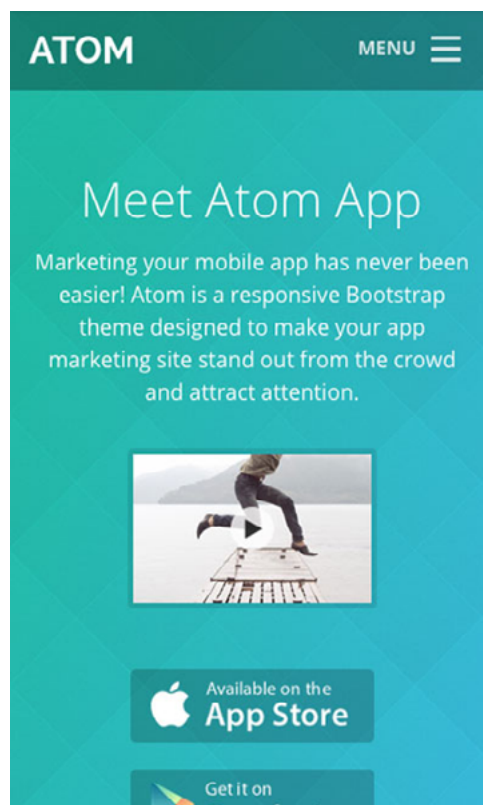 ATOM
MENU
Meet Atom App
Marketing your mobile app has never been
easier! Atom is a responsive Bootstrap
theme designed to make your app
marketing site stand out from the crowd
and attract attention.
Available on the
App Store
Get it on